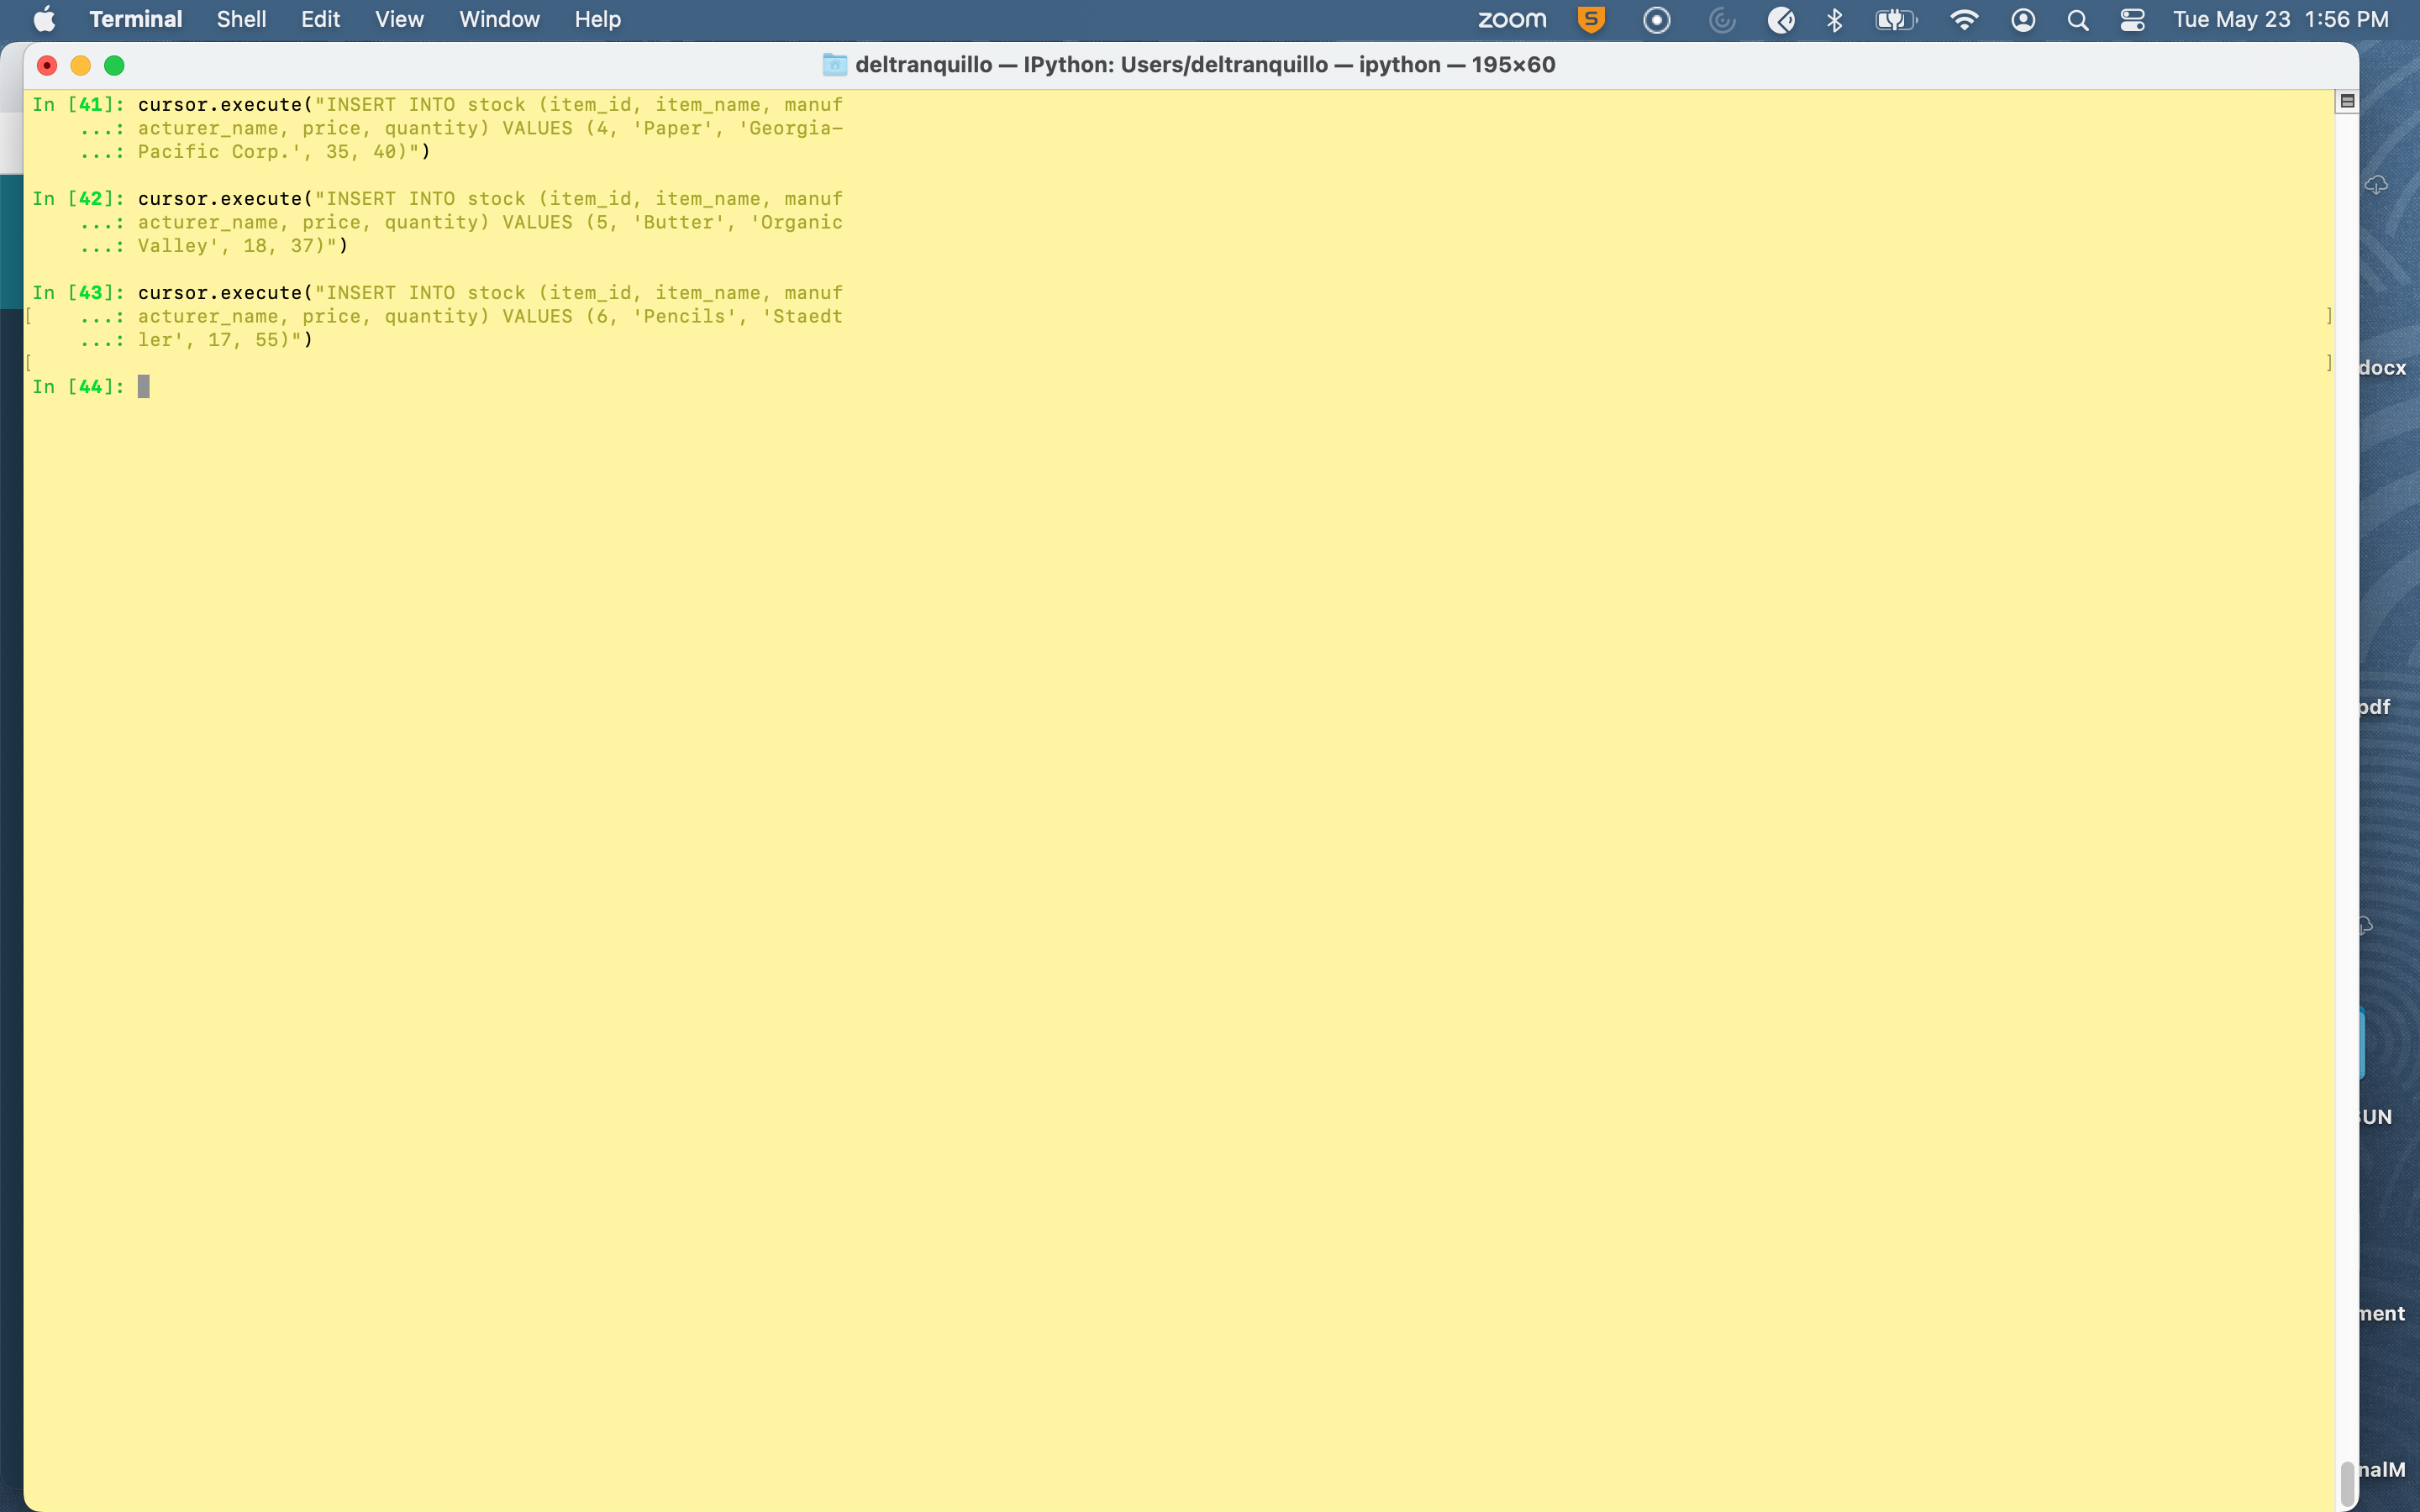 Terminal Shell Edit View Window Help zoom S Tue May 23 1:56 PM
deltranquillo — IPython: Users/deltranquillo — ipython — 195×60
In [41]: cursor.execute("INSERT INTO stock (item_id, item_name, manuf
...: acturer_name, price, quantity) VALUES (4, 'Paper', 'Georgia-
...: Pacific Corp.', 35, 40)")
In [42]: cursor.execute("INSERT INTO stock (item_id, item_name, manuf
...: acturer_name, price, quantity) VALUES (5, 'Butter', 'Organic
...: Valley', 18, 37)")
In [43]: cursor.execute("INSERT INTO stock (item_id, item_name, manuf
[ ...: acturer_name, price, quantity) VALUES (6, 'Pencils', 'Staedt ]
...: ler', 17, 55)")
[ ]
In [44]:
docx
pdf
SUN
ment
nalM